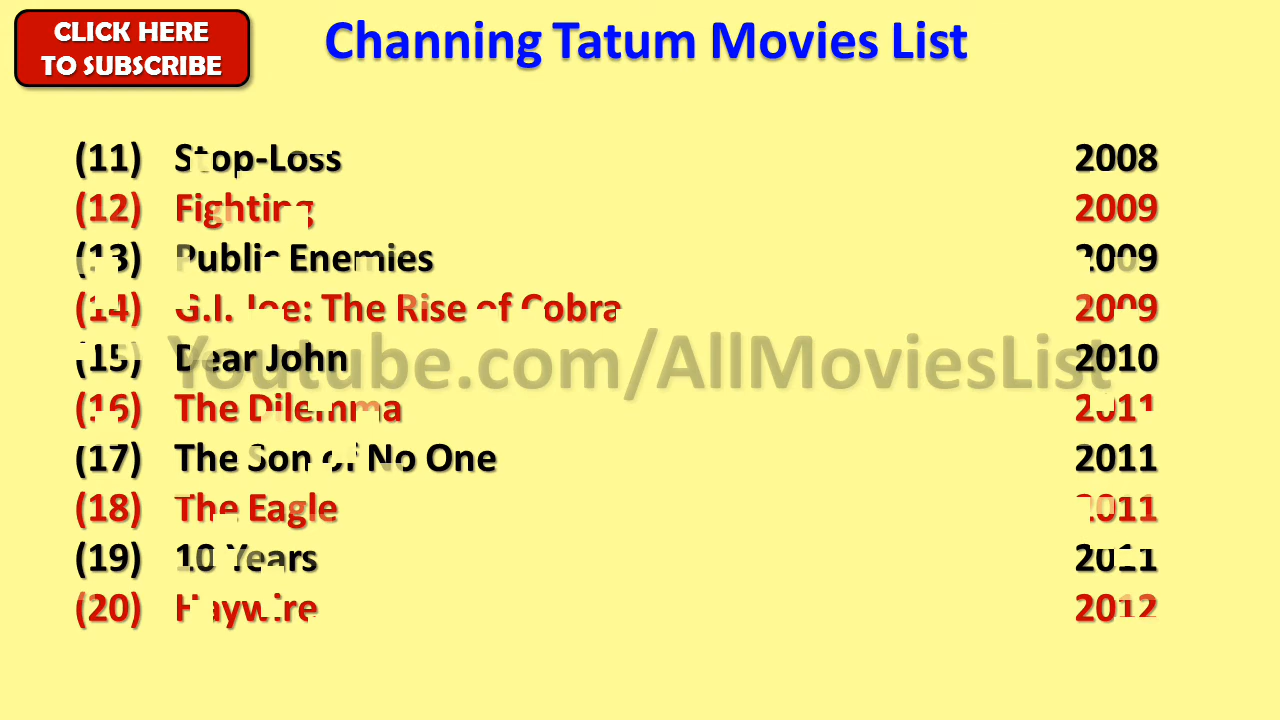 CLICK HERE
TO SUBSCRIBE
Channing Tatum Movies List
(11) Stop-Loss 2008
(12) Fighting 2009
(13) Public Enemies 2009
(14) G.I. Joe: The Rise of Cobra 2009
(15) Dear John 2010
Youtube.com/AllMoviesList
(16) The Dilemma 2011
(17) The Son of No One 2011
(18) The Eagle 2011
(19) 10 Years 2011
(20) Haywire 2012